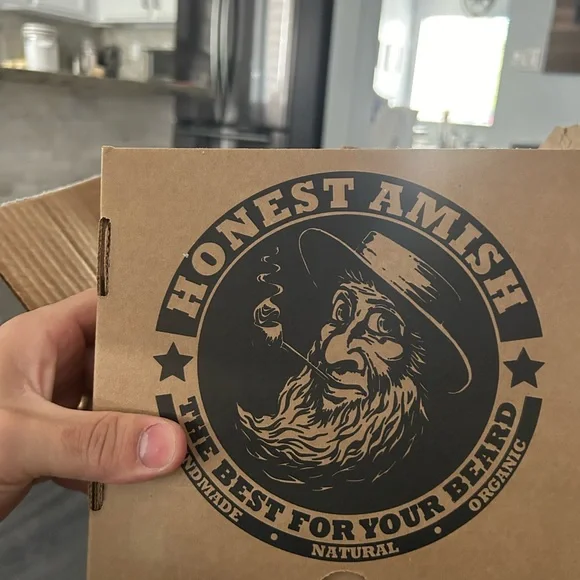 HONEST AMISH
THE BEST FOR YOUR BEARD
NDMADE • NATURAL • ORGANIC